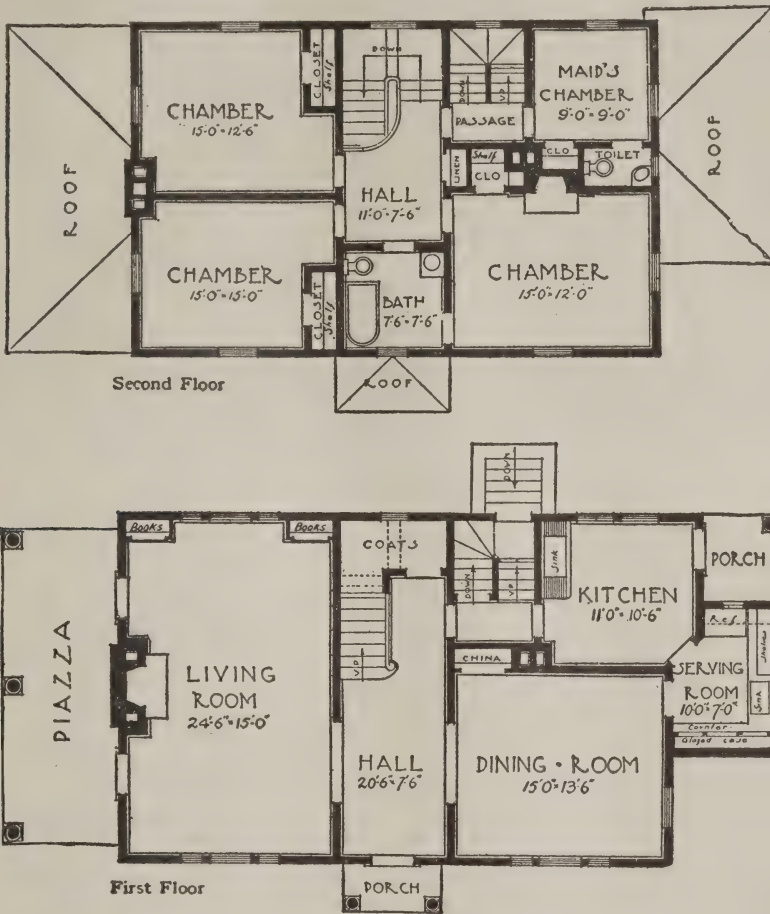 CLOSET
Shelf
DOWN
CHAMBER
15'-0"=12'-6"
DOWN
UP
PASSAGE
MAID'S
CHAMBER
9'-0"=9'-0"
ROOF
ROOF
LINEN
Shelf
CLO
CLO
TOILET
HALL
11'-0"=7'-6"
CHAMBER
15'-0"=15'-0"
CLOSET
Shelf
BATH
7'6"=7'6"
CHAMBER
15'-0"=12'-0"
ROOF
Second Floor
DOWN
BOOKS
BOOKS
COATS
DOWN
UP
Sink
KITCHEN
11'0"=10'-6"
PORCH
PIAZZA
UP
CHINA
Ref
Shelves
SERVING
ROOM
10'0"=7'0"
Sink
Counter
Glazed case
LIVING
ROOM
24'-6"=15'-0"
HALL
20'-6"=7'6"
DINING · ROOM
15'0"=13'6"
PORCH
First Floor